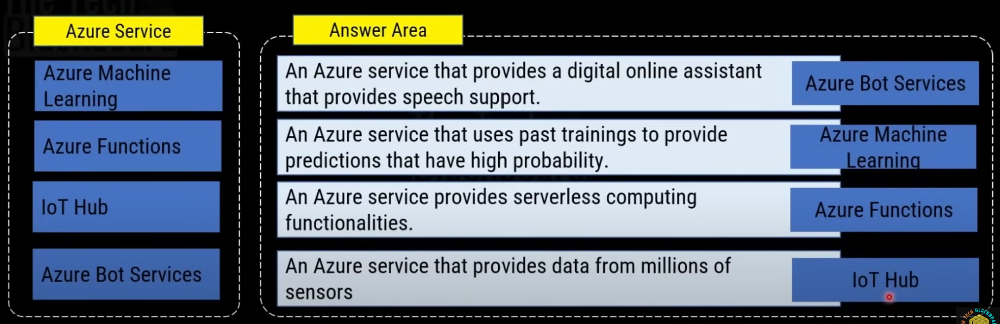 The Tech
Azure Service
Answer Area
Azure Machine
Learning
Azure Functions
IoT Hub
Azure Bot Services
An Azure service that provides a digital online assistant
that provides speech support.
Azure Bot Services
An Azure service that uses past trainings to provide
predictions that have high probability.
Azure Machine
Learning
An Azure service provides serverless computing
functionalities.
Azure Functions
An Azure service that provides data from millions of
sensors
IoT Hub